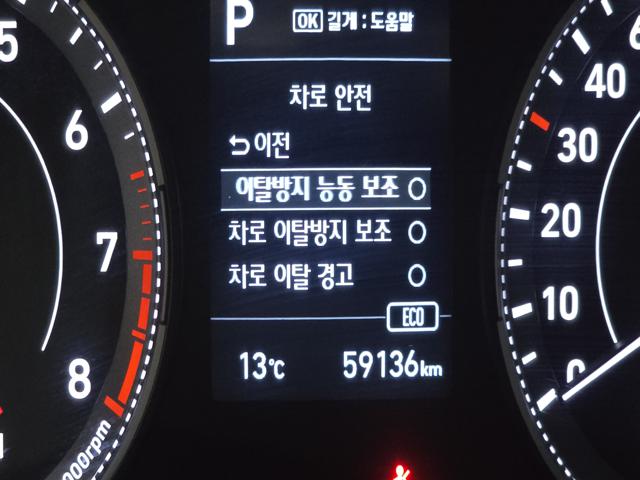 P OK 길게 : 도움말
차로 안전
이전
이탈방지 능동 보조
차로 이탈방지 보조
차로 이탈 경고
ECO
13℃ 59136km
5
6
7
8
000rpm
40
30
20
10
0